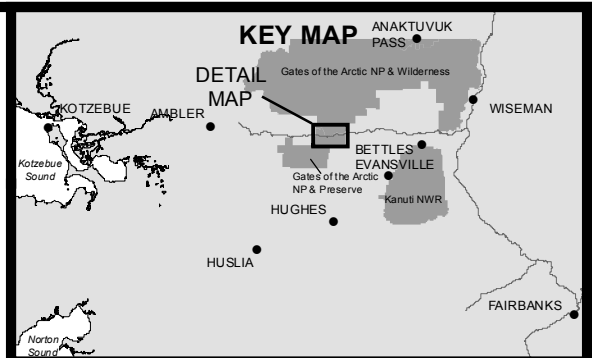 KEY MAP
ANAKTUVUK
PASS
DETAIL
MAP
Gates of the Arctic NP & Wilderness
KOTZEBUE
AMBLER
WISEMAN
Kotzebue
Sound
BETTLES
EVANSVILLE
Gates of the Arctic
NP & Preserve
Kanuti NWR
HUGHES
HUSLIA
FAIRBANKS
Norton
Sound